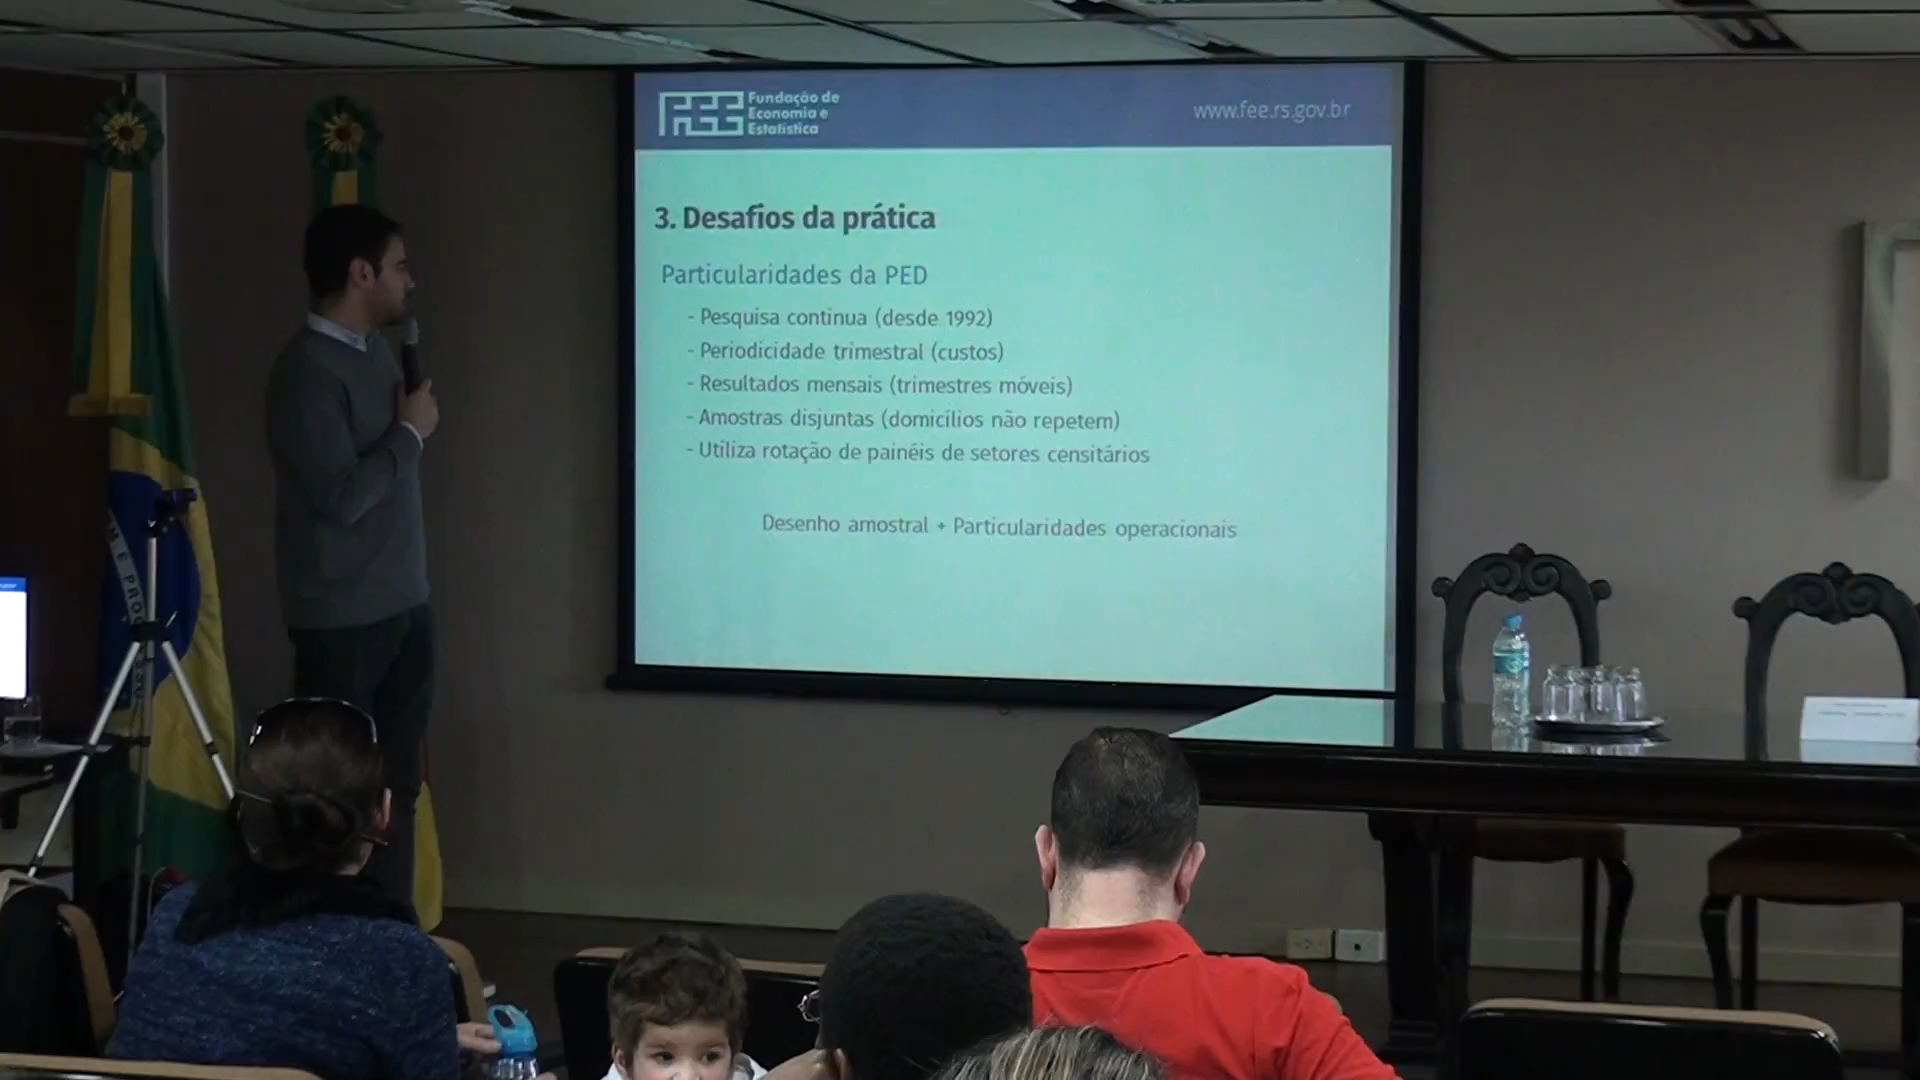 FEE
Fundação de
Economia e
Estatística
www.fee.rs.gov.br
3. Desafios da prática
Particularidades da PED
- Pesquisa contínua (desde 1992)
- Periodicidade trimestral (custos)
- Resultados mensais (trimestres móveis)
- Amostras disjuntas (domicílios não repetem)
- Utiliza rotação de painéis de setores censitários
Desenho amostral + Particularidades operacionais
M E PRO